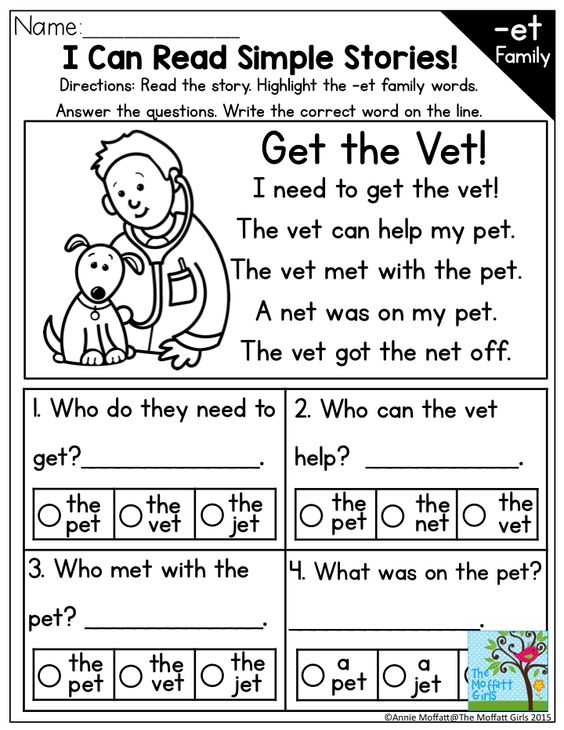 Name:_______________
-et
Family
I Can Read Simple Stories!
Directions: Read the story. Highlight the -et family words.
Answer the questions. Write the correct word on the line.
Get the Vet!
I need to get the vet!
The vet can help my pet.
The vet met with the pet.
A net was on my pet.
The vet got the net off.
1. Who do they need to
get?_______________.
the pet
the vet
the jet
2. Who can the vet
help? _______________.
the pet
the net
the vet
3. Who met with the
pet? _______________.
the pet
the vet
the jet
4. What was on the pet?
_______________.
a pet
a jet
The
Moffatt
Girls
©Annie Moffatt@The Moffatt Girls 2015